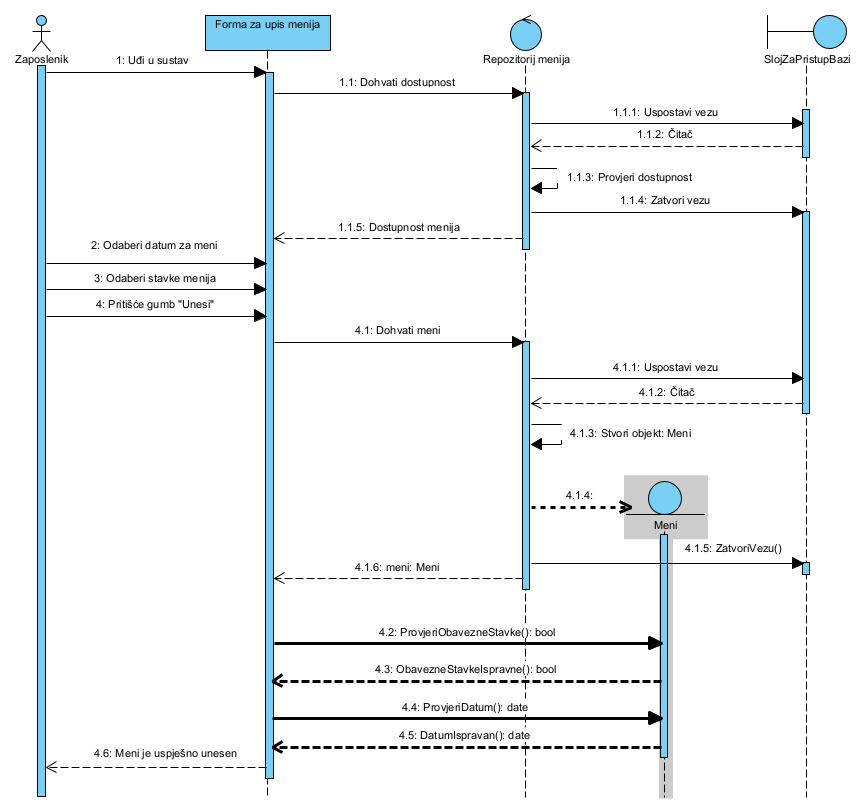 Forma za upis menija
Zaposlenik
Repozitorij menija
SlojZaPristupBazi
1: Uđi u sustav
1.1: Dohvati dostupnost
1.1.1: Uspostavi vezu
1.1.2: Čitač
1.1.3: Provjeri dostupnost
1.1.4: Zatvori vezu
1.1.5: Dostupnost menija
2: Odaberi datum za meni
3: Odaberi stavke menija
4: Pritišće gumb "Unesi"
4.1: Dohvati meni
4.1.1: Uspostavi vezu
4.1.2: Čitač
4.1.3: Stvori objekt: Meni
4.1.4:
Meni
4.1.5: ZatvoriVezu()
4.1.6: meni: Meni
4.2: ProvjeriObavezneStavke(): bool
4.3: ObavezneStavkeIspravne(): bool
4.4: ProvjeriDatum(): date
4.5: DatumIspravan(): date
4.6: Meni je uspješno unesen